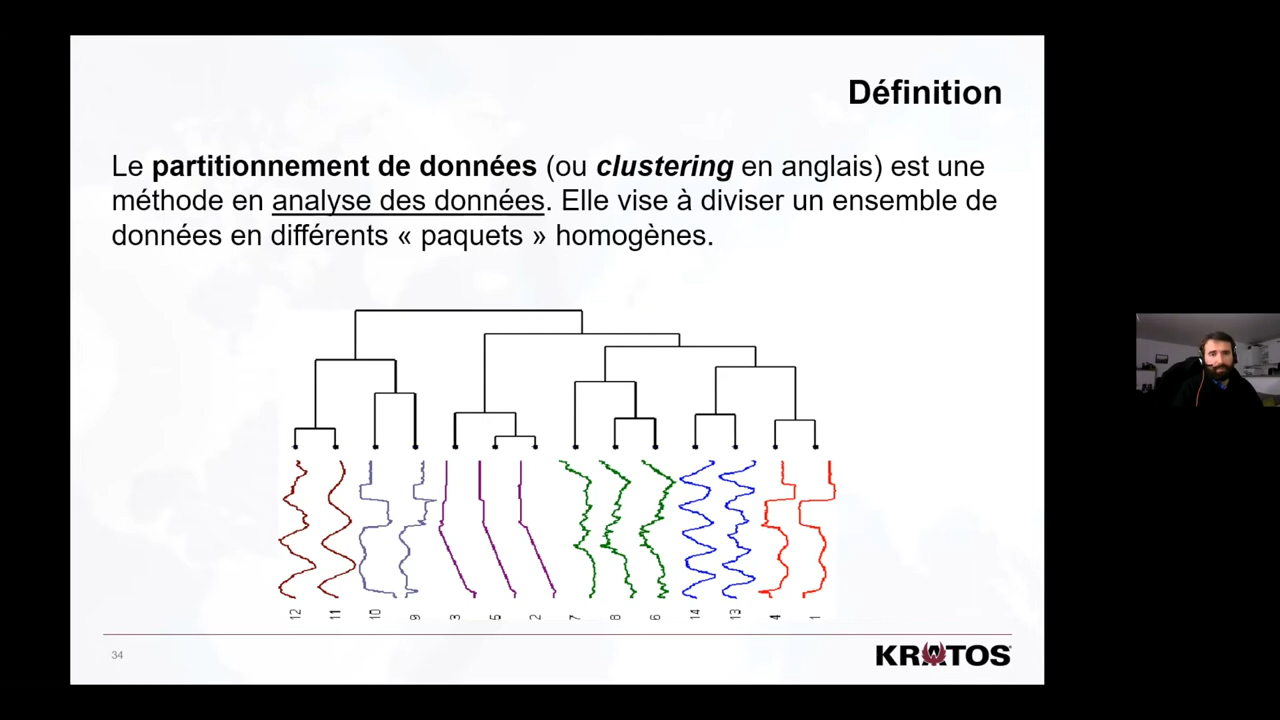 Définition
Le partitionnement de données (ou clustering en anglais) est une
méthode en analyse des données. Elle vise à diviser un ensemble de
données en différents « paquets » homogènes.
12 11 10 9 3 5 2 7 8 6 14 13 4 1
34
KRATOS